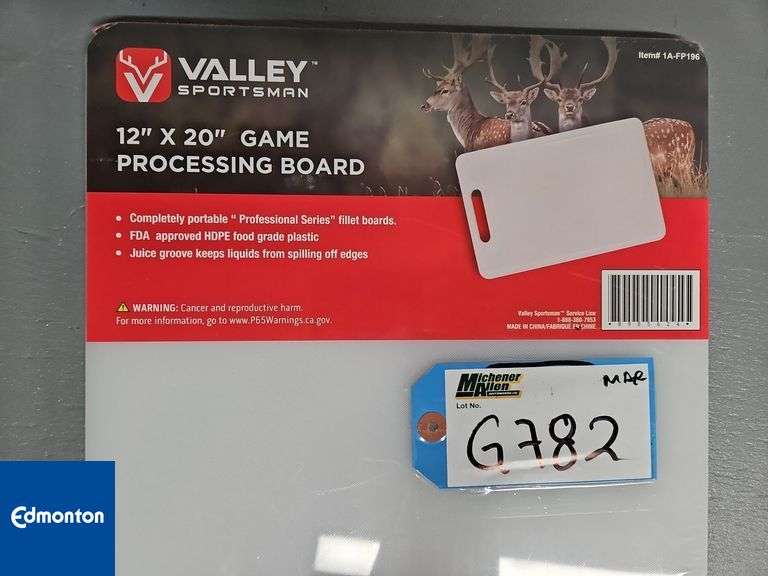 Item# 1A-FP196
VALLEY™
SPORTSMAN
12" X 20" GAME
PROCESSING BOARD
• Completely portable " Professional Series" fillet boards.
• FDA approved HDPE food grade plastic
• Juice groove keeps liquids from spilling off edges
WARNING: Cancer and reproductive harm.
For more information, go to www.P65Warnings.ca.gov.
Valley Sportsman™ Service Line
MADE IN CHINA/FABRIQUE EN CHINE
Michener
Allen
MAR
Lot No.
G782
Edmonton